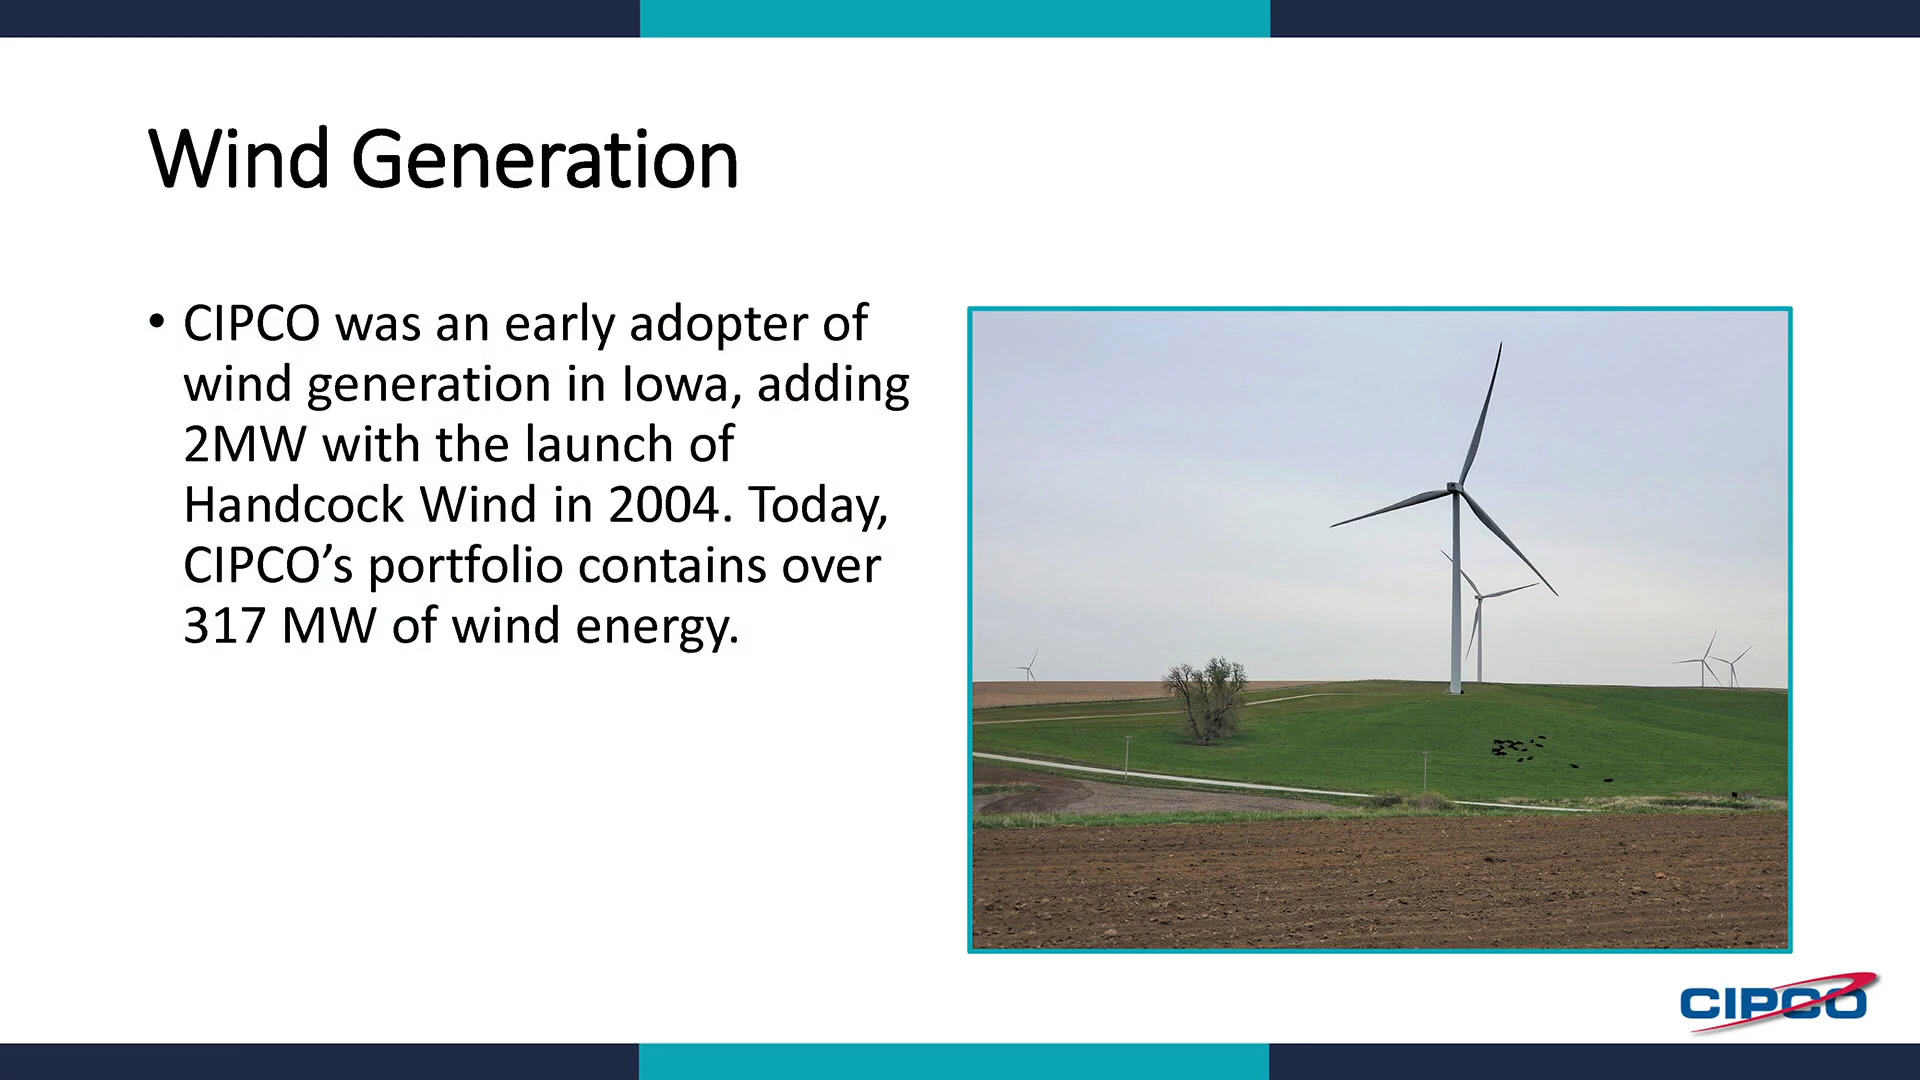 Wind Generation
• CIPCO was an early adopter of
wind generation in Iowa, adding
2MW with the launch of
Handcock Wind in 2004. Today,
CIPCO’s portfolio contains over
317 MW of wind energy.
CIPCO